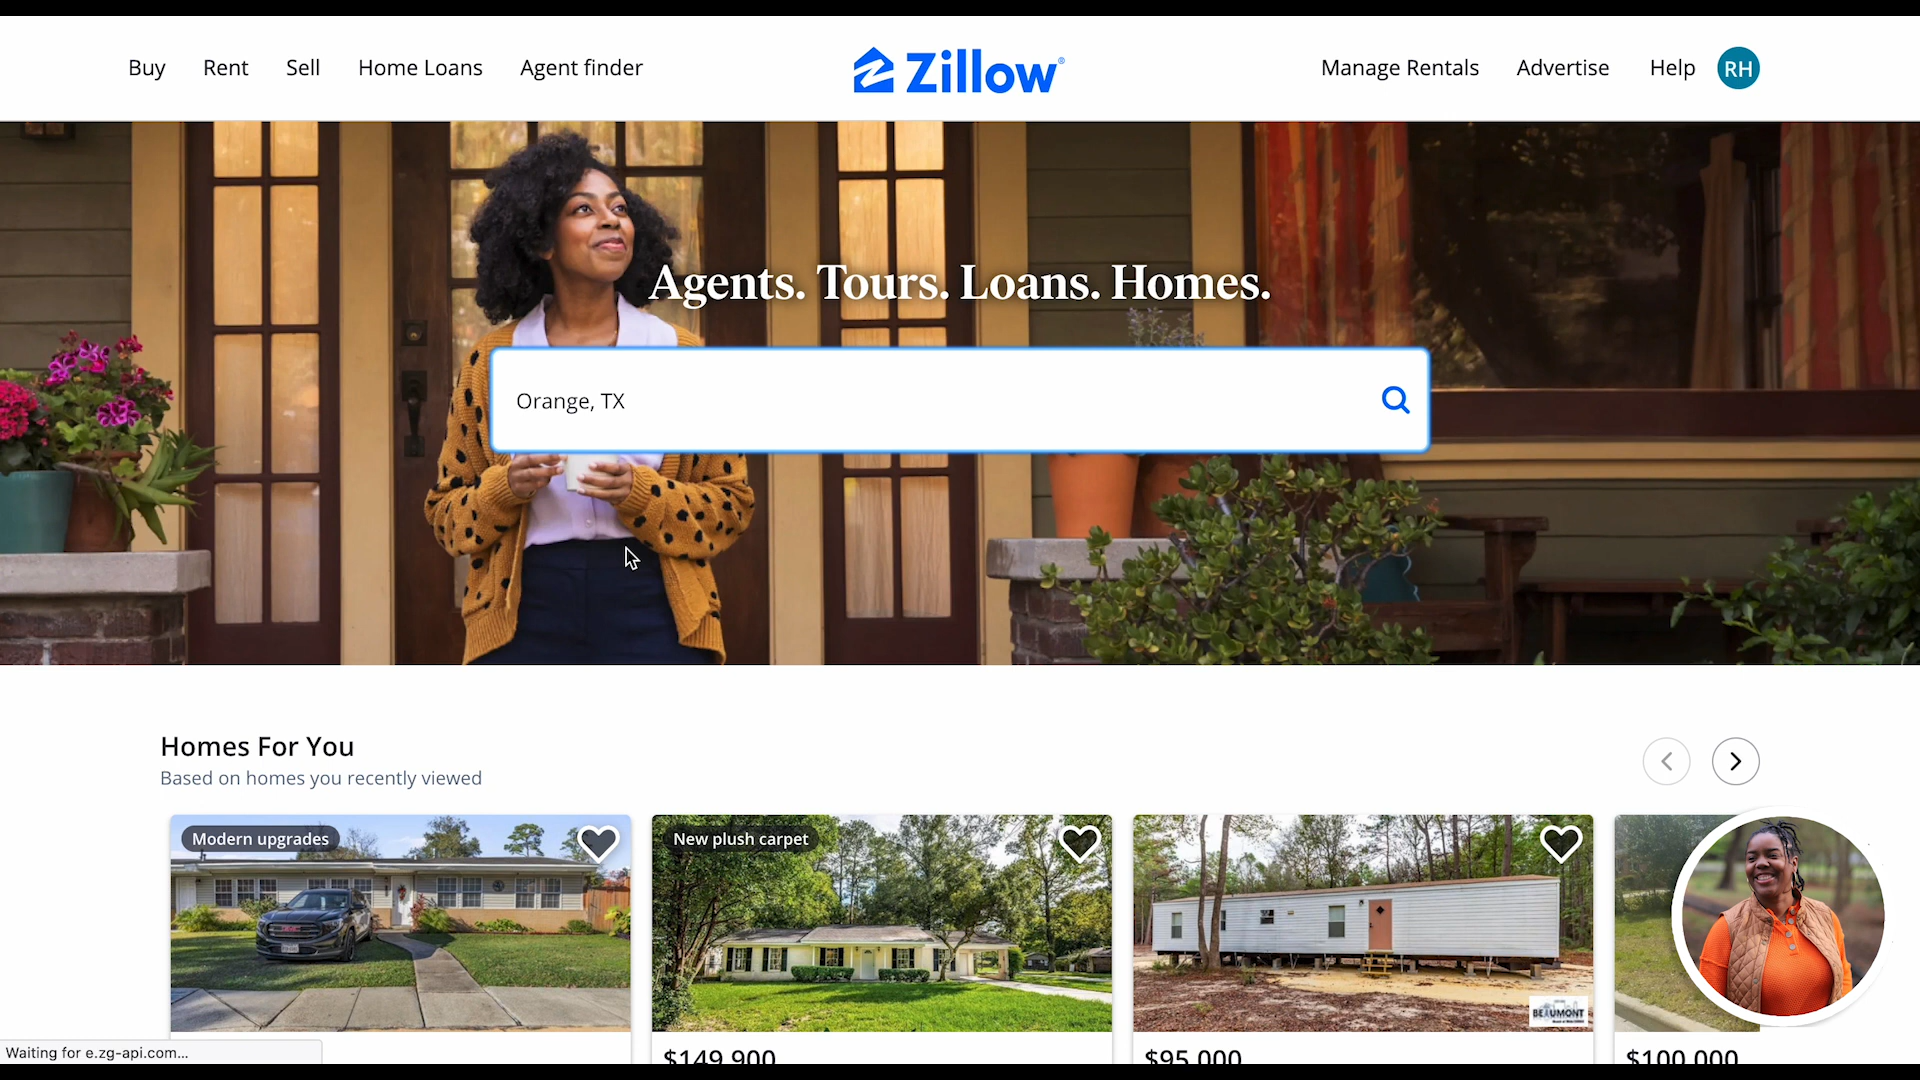 Buy Rent Sell Home Loans Agent finder Zillow® Manage Rentals Advertise Help RH
Agents. Tours. Loans. Homes.
Orange, TX
Homes For You
Based on homes you recently viewed
Modern upgrades
New plush carpet
GMC
BEAUMONT
$149,900
$95,000
$100,000
Waiting for e.zg-api.com...